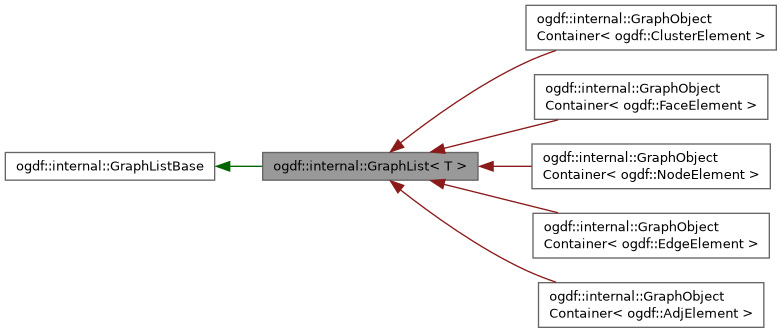 ogdf::internal::GraphListBase
ogdf::internal::GraphList< T >
ogdf::internal::GraphObject
Container< ogdf::ClusterElement >
ogdf::internal::GraphObject
Container< ogdf::FaceElement >
ogdf::internal::GraphObject
Container< ogdf::NodeElement >
ogdf::internal::GraphObject
Container< ogdf::EdgeElement >
ogdf::internal::GraphObject
Container< ogdf::AdjElement >